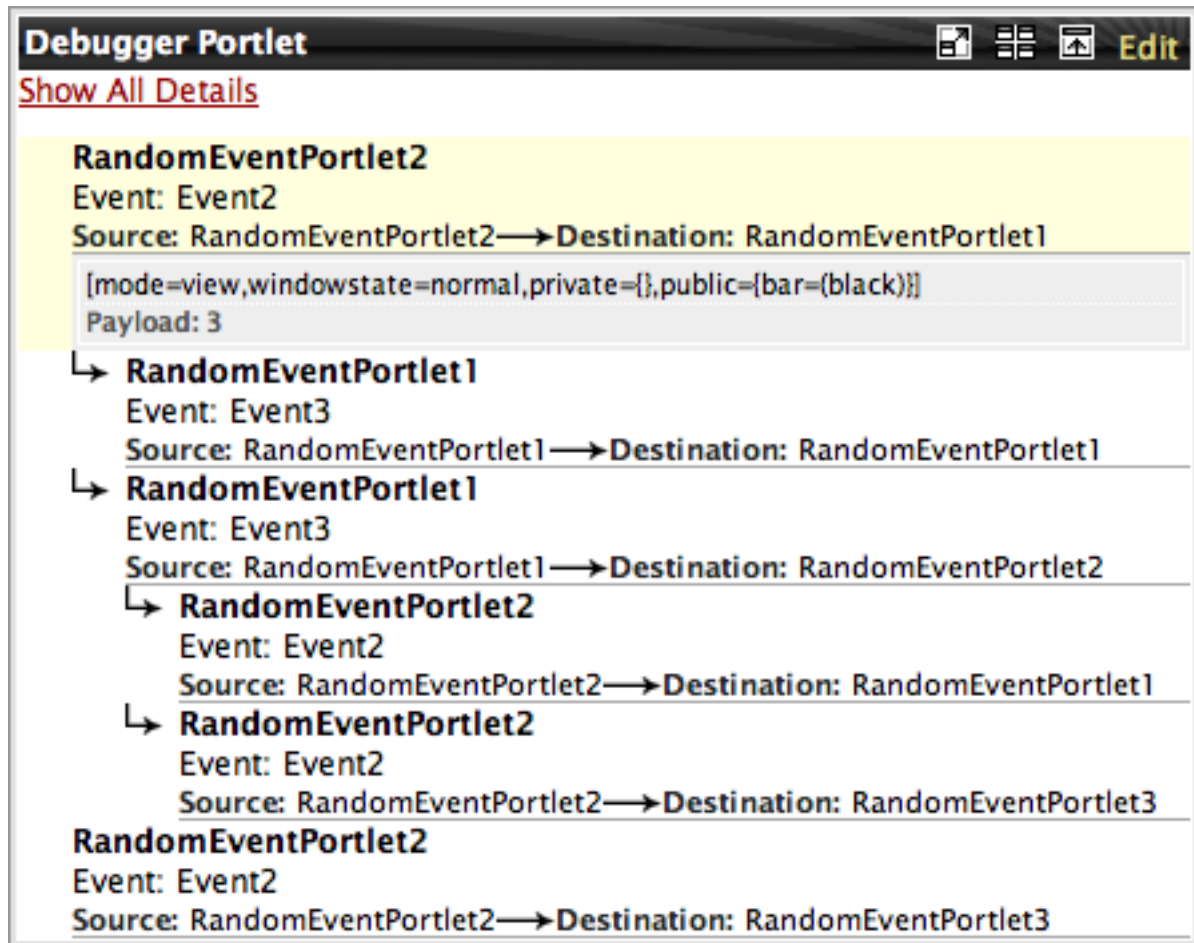 Debugger Portlet Edit
Show All Details
RandomEventPortlet2
Event: Event2
Source: RandomEventPortlet2→Destination: RandomEventPortlet1
[mode=view,windowstate=normal,private={},public={bar=(black)}]
Payload: 3
RandomEventPortlet1
Event: Event3
Source: RandomEventPortlet1→Destination: RandomEventPortlet1
RandomEventPortlet1
Event: Event3
Source: RandomEventPortlet1→Destination: RandomEventPortlet2
RandomEventPortlet2
Event: Event2
Source: RandomEventPortlet2→Destination: RandomEventPortlet1
RandomEventPortlet2
Event: Event2
Source: RandomEventPortlet2→Destination: RandomEventPortlet3
RandomEventPortlet2
Event: Event2
Source: RandomEventPortlet2→Destination: RandomEventPortlet3